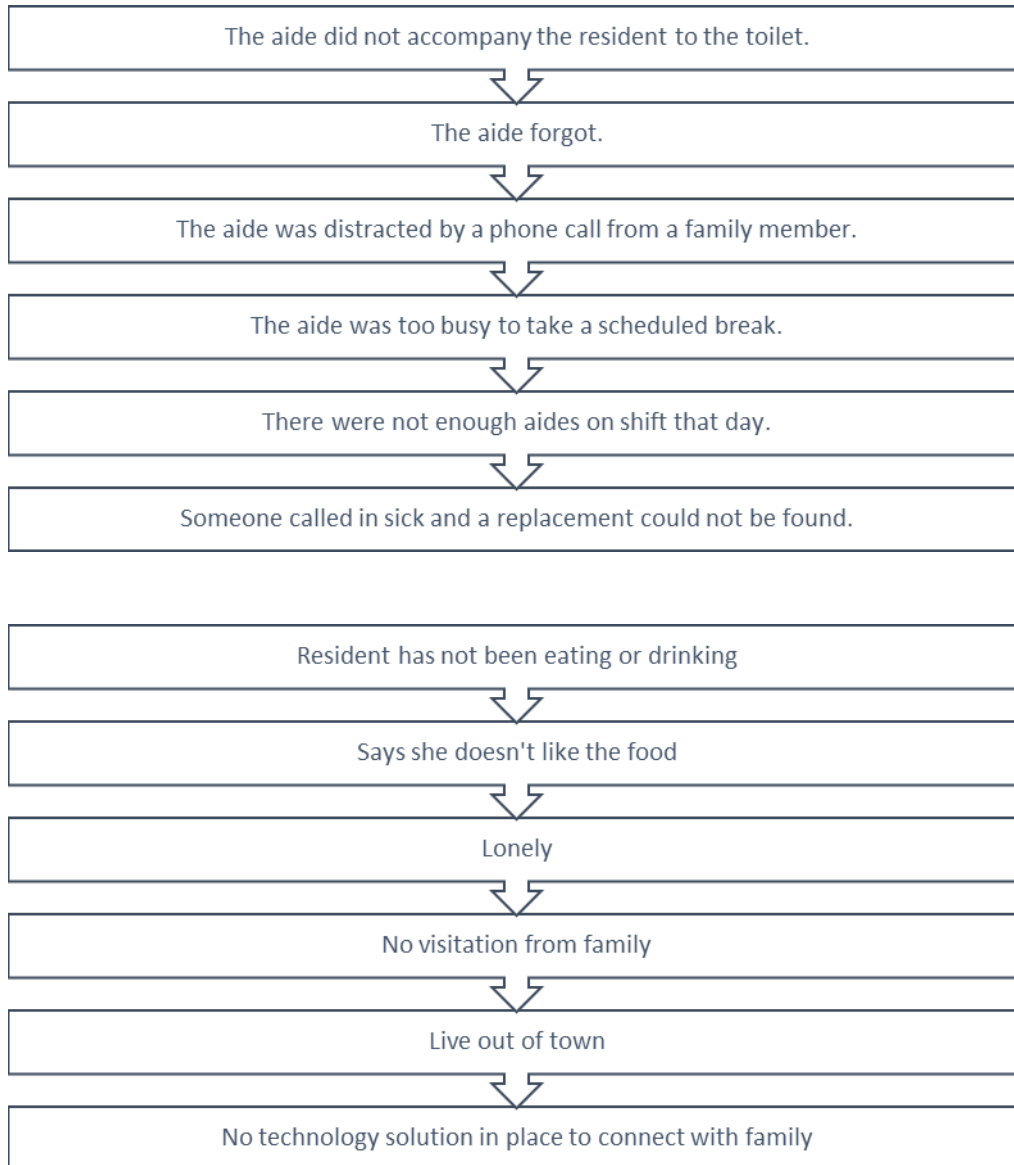 The aide did not accompany the resident to the toilet.
The aide forgot.
The aide was distracted by a phone call from a family member.
The aide was too busy to take a scheduled break.
There were not enough aides on shift that day.
Someone called in sick and a replacement could not be found.
Resident has not been eating or drinking
Says she doesn't like the food
Lonely
No visitation from family
Live out of town
No technology solution in place to connect with family